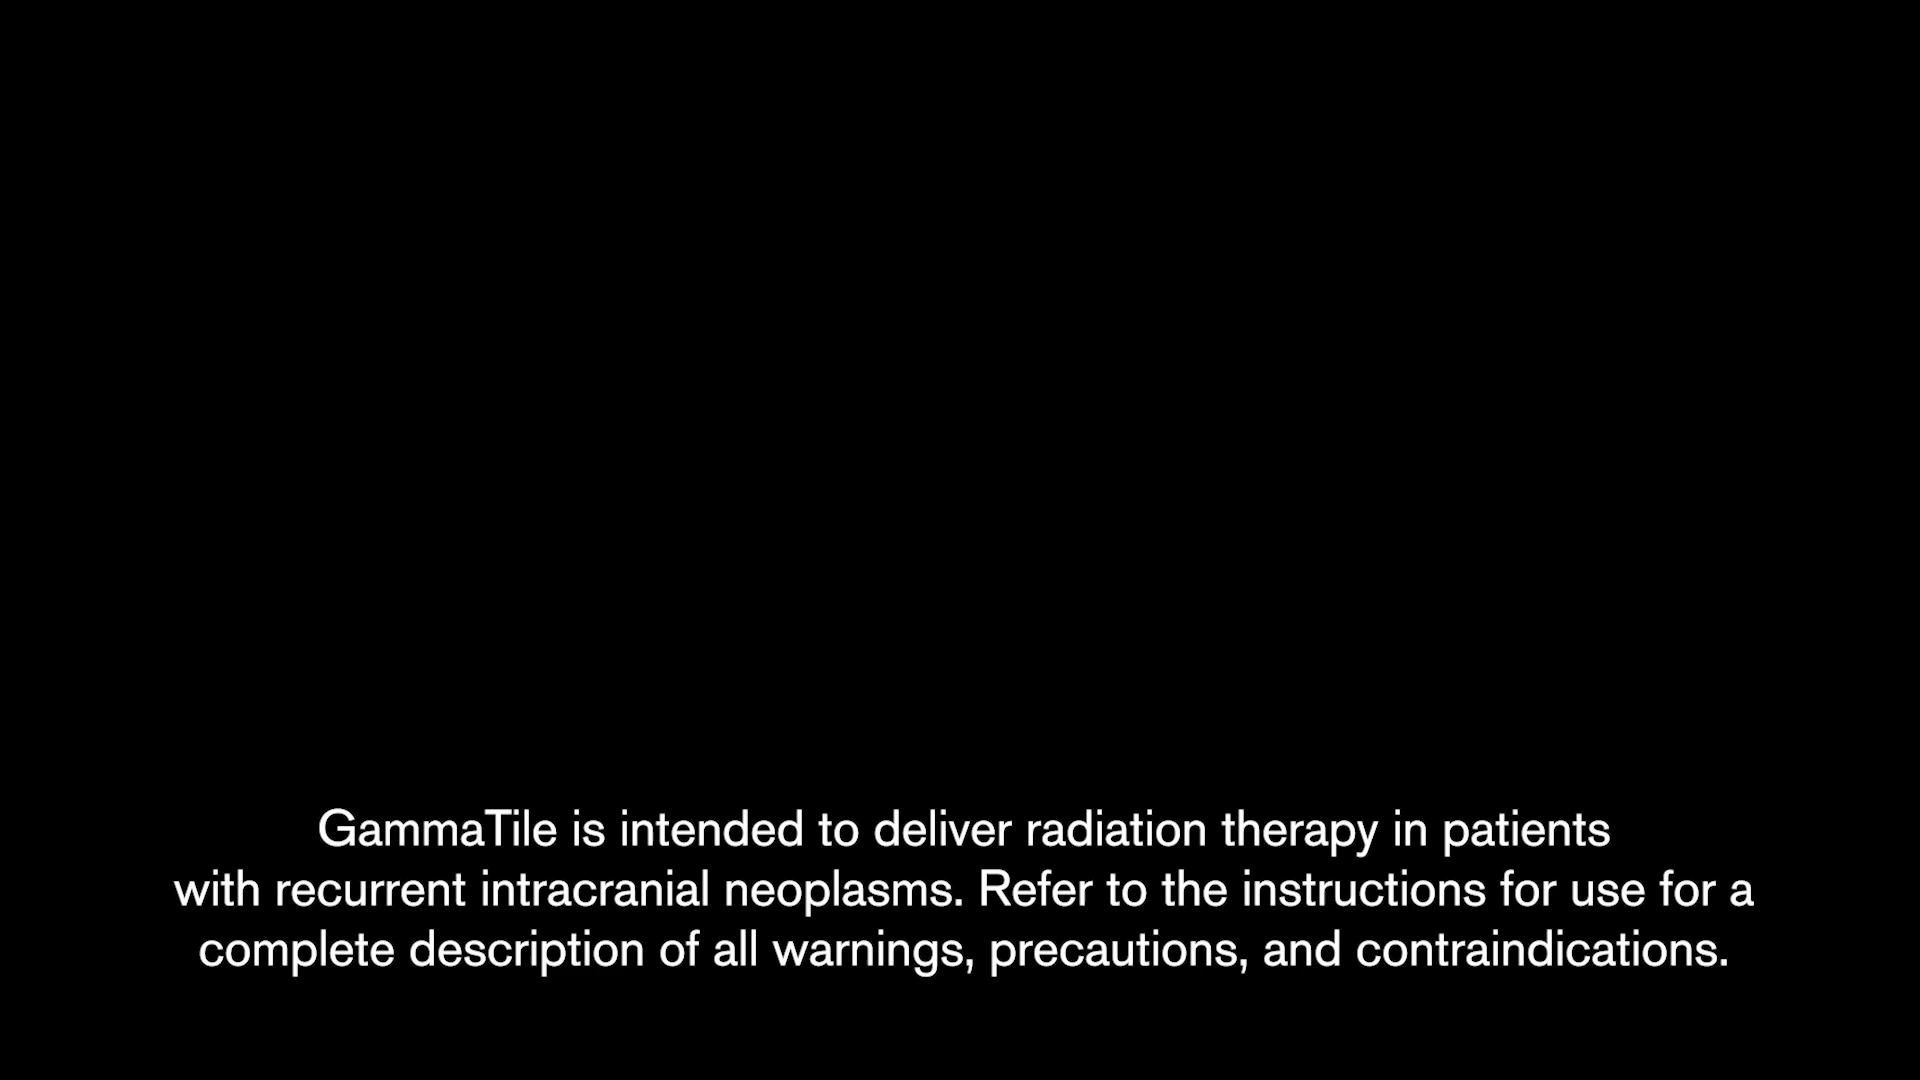 GammaTile is intended to deliver radiation therapy in patients
with recurrent intracranial neoplasms. Refer to the instructions for use for a
complete description of all warnings, precautions, and contraindications.